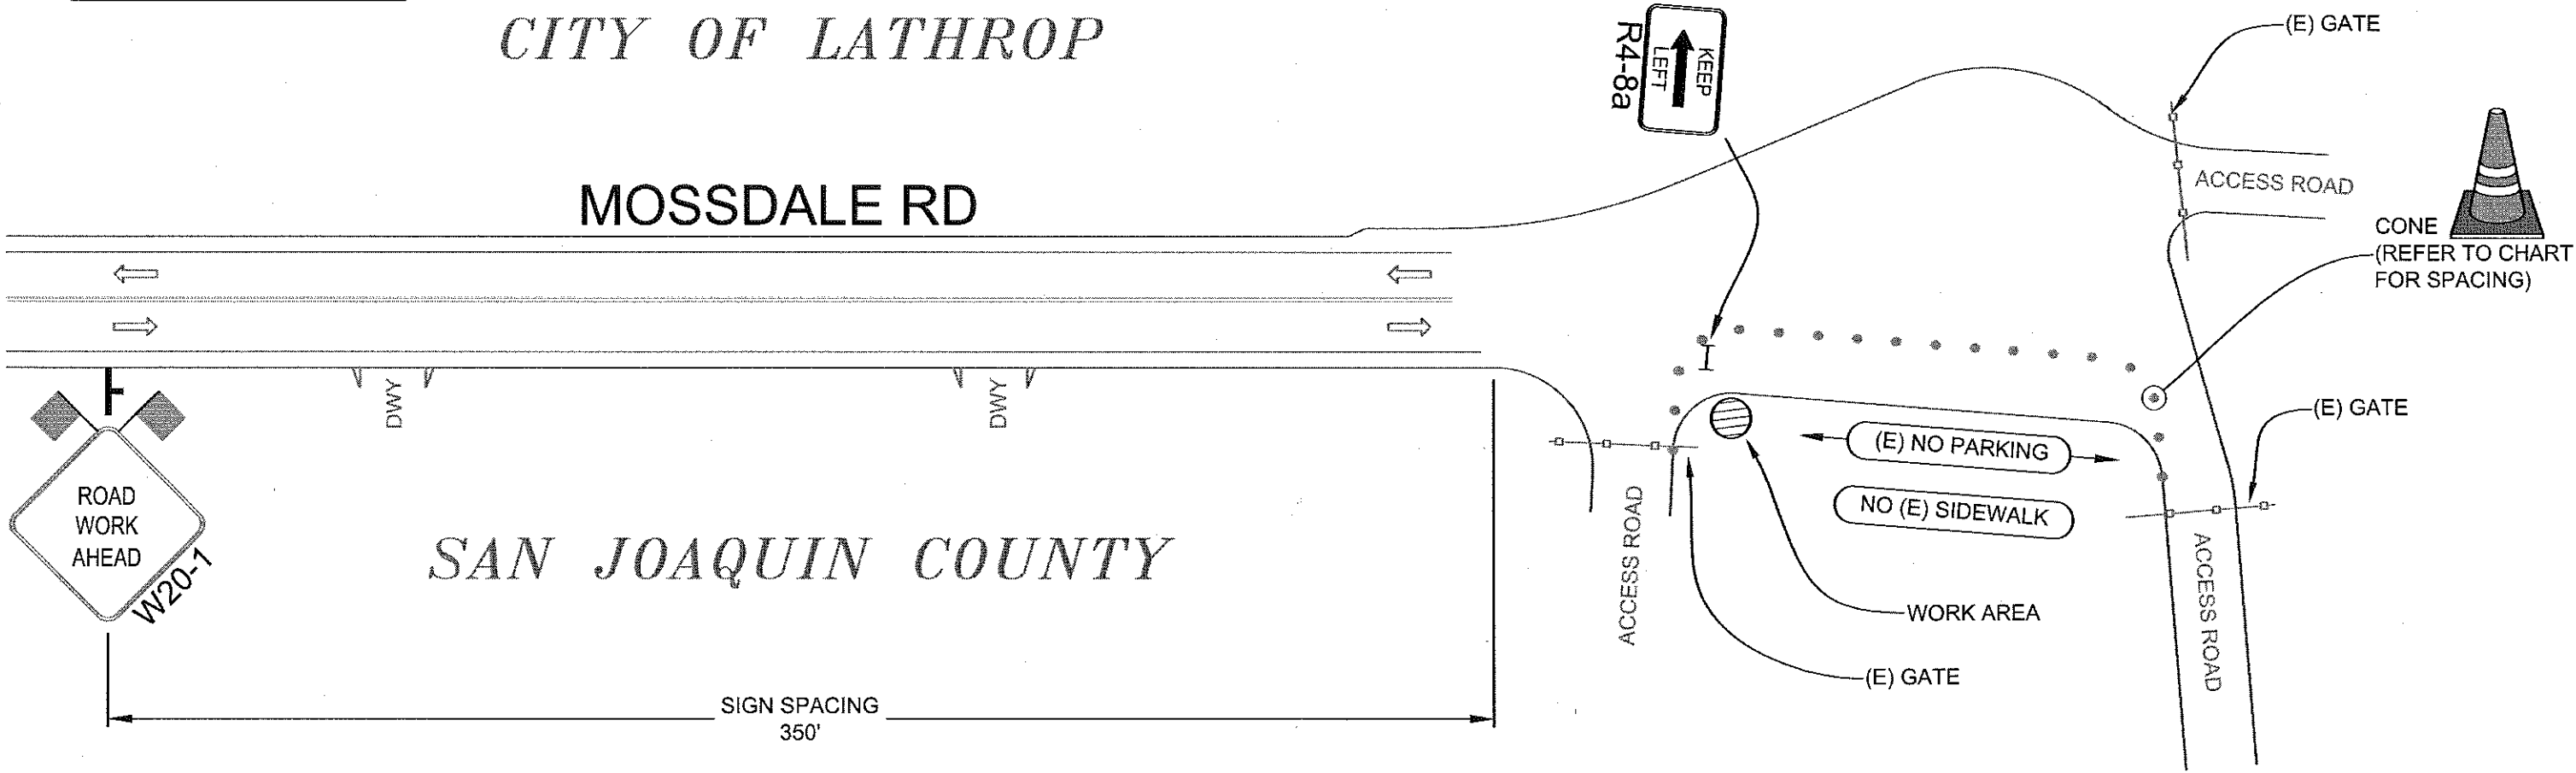 CITY OF LATHROP
KEEP
LEFT
R4-8a
(E) GATE
MOSSDALE RD
ACCESS ROAD
CONE
(REFER TO CHART
FOR SPACING)
DWY
DWY
(E) GATE
(E) NO PARKING
NO (E) SIDEWALK
ROAD
WORK
AHEAD
W20-1
SAN JOAQUIN COUNTY
ACCESS ROAD
ACCESS ROAD
WORK AREA
(E) GATE
SIGN SPACING
350'